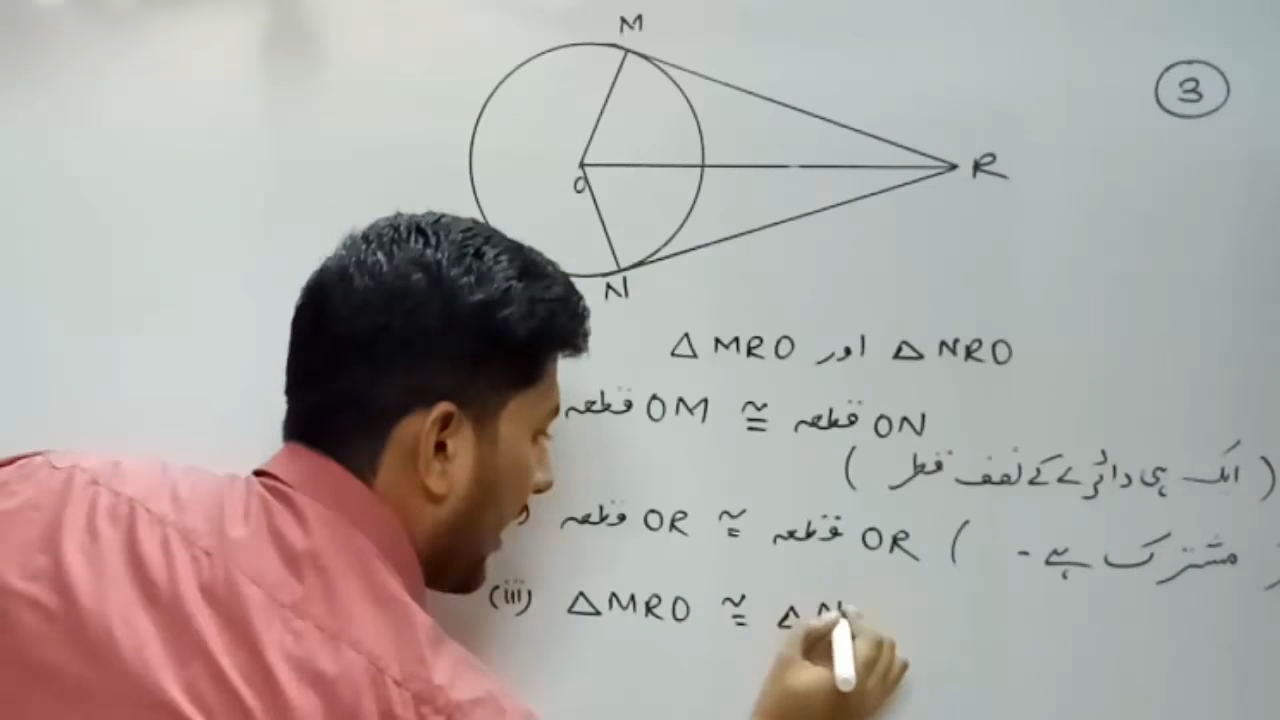 M
3
R
O
N
△ MRO اور △ NRO
قطعہ OM ≅ قطعہ ON
( ایک ہی دائرے کے نصف قطر )
قطعہ OR ≅ قطعہ OR ( مشترک ہے -
(iii) △MRO ≅ △N